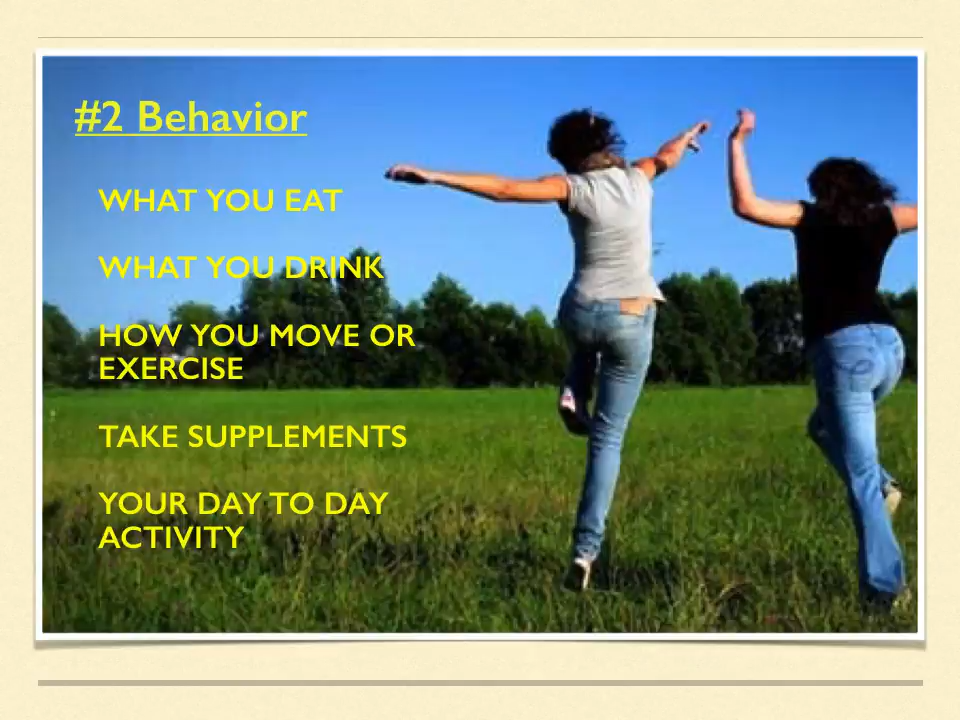 #2 Behavior
WHAT YOU EAT
WHAT YOU DRINK
HOW YOU MOVE OR
EXERCISE
TAKE SUPPLEMENTS
YOUR DAY TO DAY
ACTIVITY